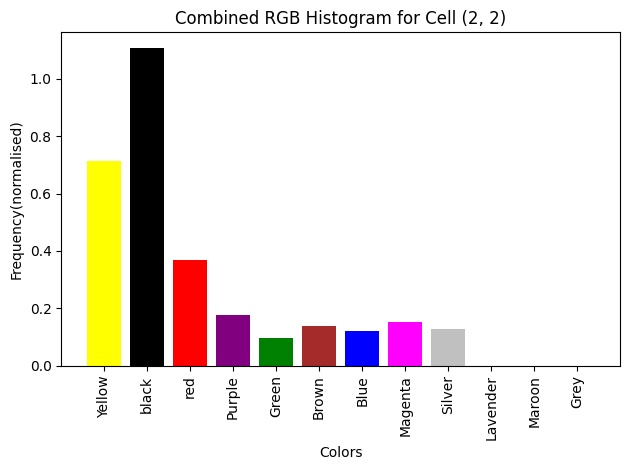 Combined RGB Histogram for Cell (2, 2)
Frequency(normalised)
1.0
0.8
0.6
0.4
0.2
0.0
Yellow
black
red
Purple
Green
Brown
Blue
Magenta
Silver
Lavender
Maroon
Grey
Colors